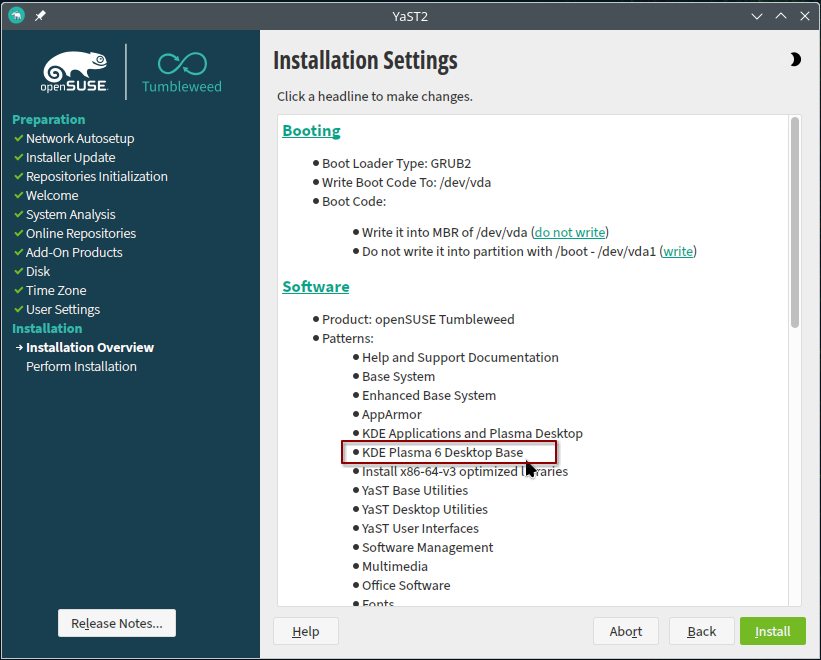 YaST2
openSUSE
Tumbleweed
Preparation
Network Autosetup
Installer Update
Repositories Initialization
Welcome
System Analysis
Online Repositories
Add-On Products
Disk
Time Zone
User Settings
Installation
Installation Overview
Perform Installation
Release Notes...
Installation Settings
Click a headline to make changes.
Booting
Boot Loader Type: GRUB2
Write Boot Code To: /dev/vda
Boot Code:
Write it into MBR of /dev/vda (do not write)
Do not write it into partition with /boot - /dev/vda1 (write)
Software
Product: openSUSE Tumbleweed
Patterns:
Help and Support Documentation
Base System
Enhanced Base System
AppArmor
KDE Applications and Plasma Desktop
KDE Plasma 6 Desktop Base
Install x86-64-v3 optimized libraries
YaST Base Utilities
YaST Desktop Utilities
YaST User Interfaces
Software Management
Multimedia
Office Software
Fonts
Help
Abort
Back
Install